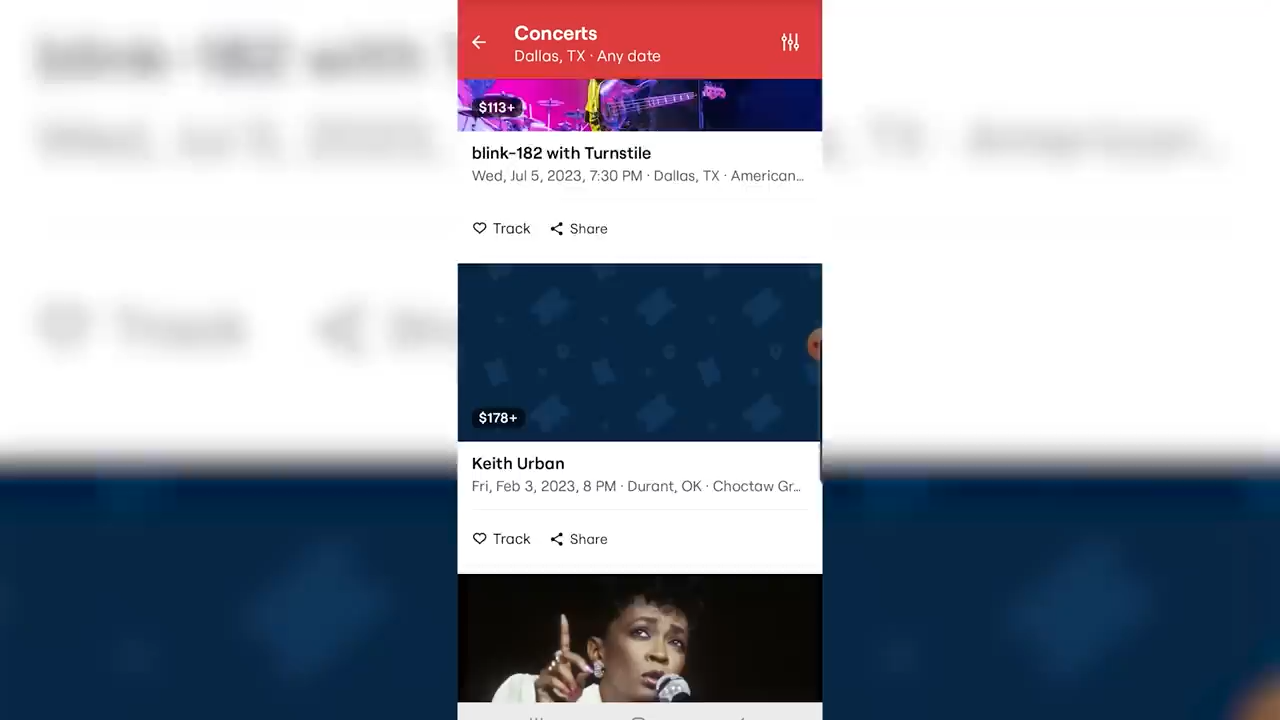 Concerts
Dallas, TX · Any date
$113+
blink-182 with Turnstile
Wed, Jul 5, 2023, 7:30 PM · Dallas, TX · American...
Track
Share
$178+
Keith Urban
Fri, Feb 3, 2023, 8 PM · Durant, OK · Choctaw Gr...
Track
Share